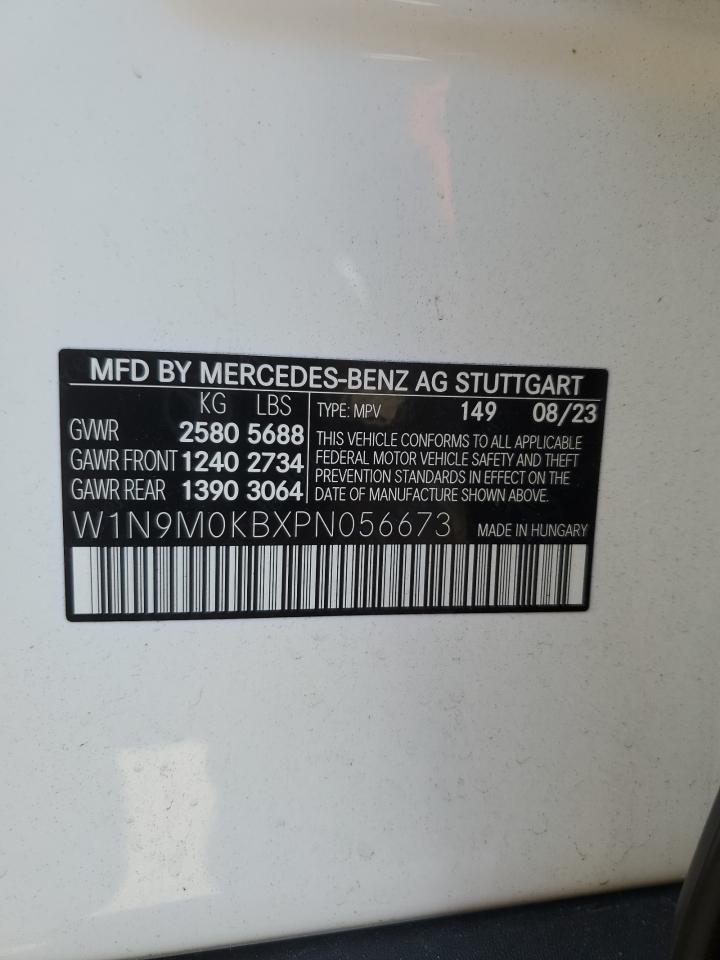 MFD BY MERCEDES-BENZ AG STUTTGART
KG LBS
GVWR 2580 5688
GAWR FRONT 1240 2734
GAWR REAR 1390 3064
TYPE: MPV 149 08/23
THIS VEHICLE CONFORMS TO ALL APPLICABLE
FEDERAL MOTOR VEHICLE SAFETY AND THEFT
PREVENTION STANDARDS IN EFFECT ON THE
DATE OF MANUFACTURE SHOWN ABOVE.
W1N9M0KBXPN056673 MADE IN HUNGARY